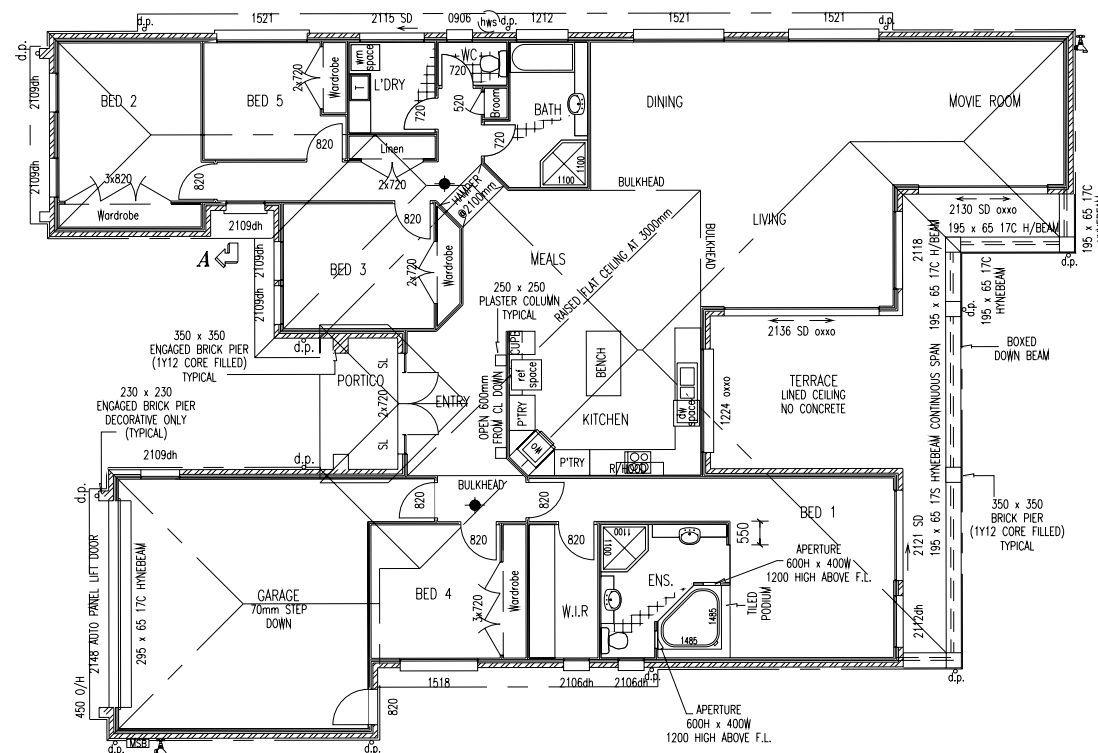 d.p.
1521
2115 SD
0906
hws
d.p.
1212
1521
1521
d.p.
d.p.
2109dh
2109dh
BED 2
BED 5
2x720
Wardrobe
wm
space
T
L'DRY
WC
720
720
520
Broom
BATH
720
1100
1100
DINING
MOVIE ROOM
3x820
Wardrobe
820
820
Linen
2x720
HAMPER
@2100mm
BULKHEAD
BULKHEAD
LIVING
2130 SD oxxo
195 x 65 17C H/BEAM
195 x 65 17C
d.p.
2109dh
A
2109dh
2109dh
BED 3
820
2x720
Wardrobe
MEALS
RAISED FLAT CEILING AT 3000mm
250 x 250
PLASTER COLUMN
TYPICAL
2118
195 x 65 17C H/BEAM
195 x 65 17C
HYNEBEAM
d.p.
350 x 350
ENGAGED BRICK PIER
(1Y12 CORE FILLED)
TYPICAL
d.p.
PORTICO
SL
2x720
SL
ENTRY
OPEN 600mm
FROM CL DOWN
CUPB
ref
space
P'TRY
WO
P'TRY
R/HOOD
BENCH
KITCHEN
dw
space
2136 SD oxxo
1224 oxxo
TERRACE
LINED CEILING
NO CONCRETE
BOXED
DOWN BEAM
230 x 230
ENGAGED BRICK PIER
DECORATIVE ONLY
(TYPICAL)
d.p.
2109dh
d.p.
195 x 65 17S HYNEBEAM CONTINUOUS SPAN
350 x 350
BRICK PIER
(1Y12 CORE FILLED)
TYPICAL
2148 AUTO PANEL LIFT DOOR
295 x 65 17C HYNEBEAM
450 O/H
GARAGE
70mm STEP
DOWN
820
BULKHEAD
820
820
820
BED 4
3x720
Wardrobe
W.I.R
1100
1100
ENS.
1485
1485
TILED
PODIUM
550
BED 1
APERTURE
600H x 400W
1200 HIGH ABOVE F.L.
2121 SD
2112dh
d.p.
1518
2106dh
2106dh
d.p.
820
APERTURE
600H x 400W
1200 HIGH ABOVE F.L.
d.p.
MSB
d.p.